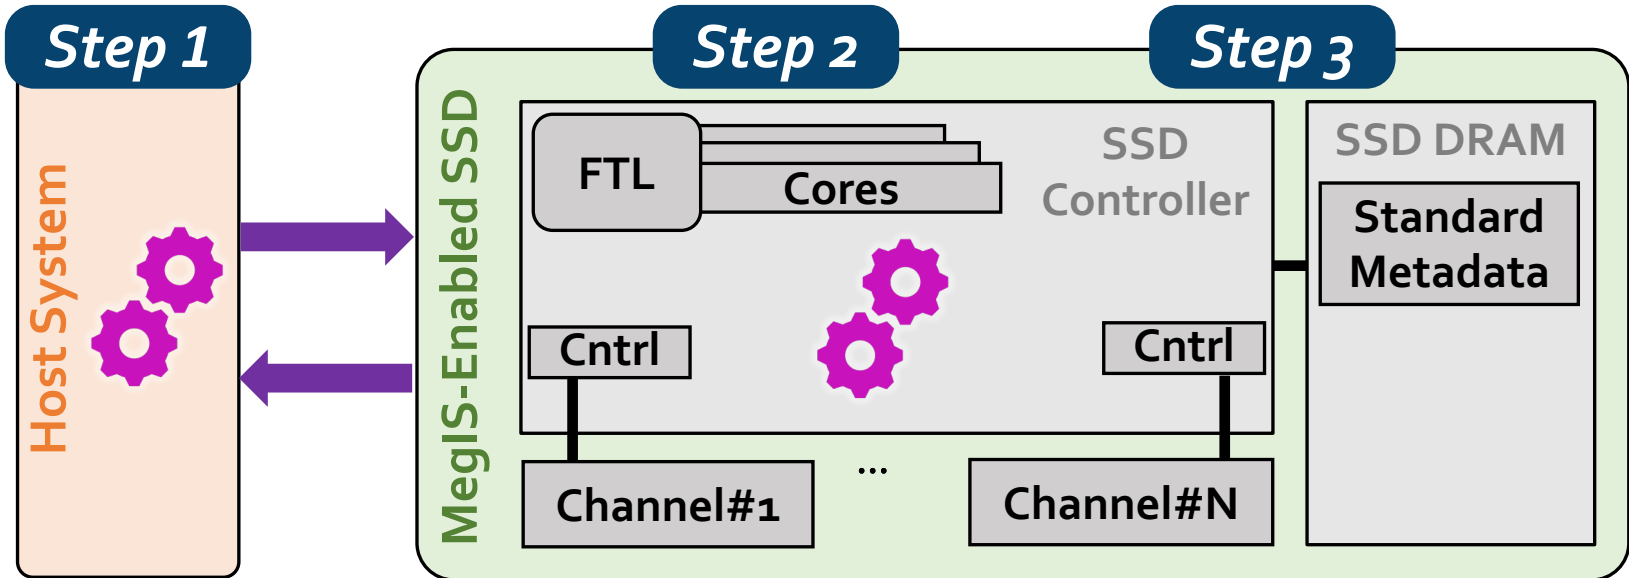 Step 1
Step 2
Step 3
Host System
MegIS-Enabled SSD
FTL
Cores
SSD
Controller
SSD DRAM
Standard
Metadata
Cntrl
Cntrl
Channel#1
...
Channel#N